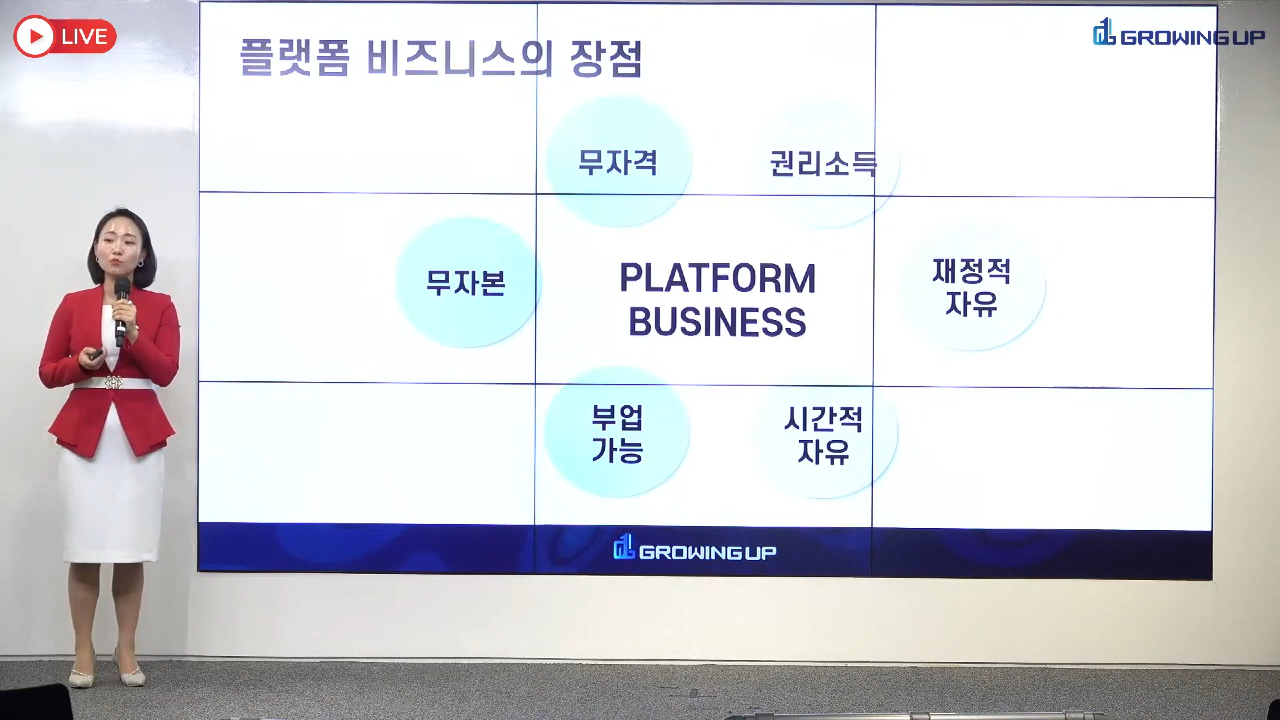 LIVE
GROWING UP
플랫폼 비즈니스의 장점
무자격
권리소득
무자본
PLATFORM
BUSINESS
재정적
자유
부업
가능
시간적
자유
GROWING UP